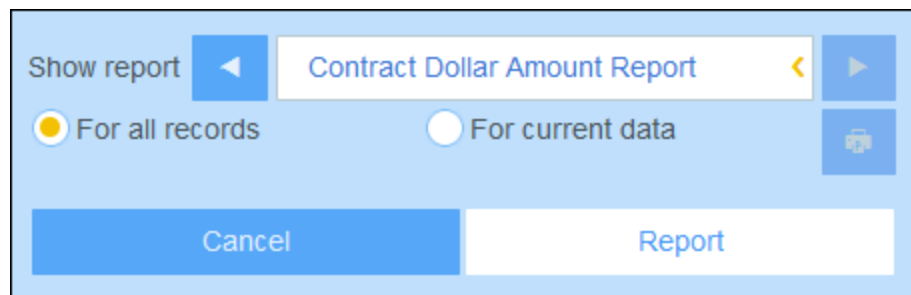 Show report Contract Dollar Amount Report
For all records For current data
Cancel Report